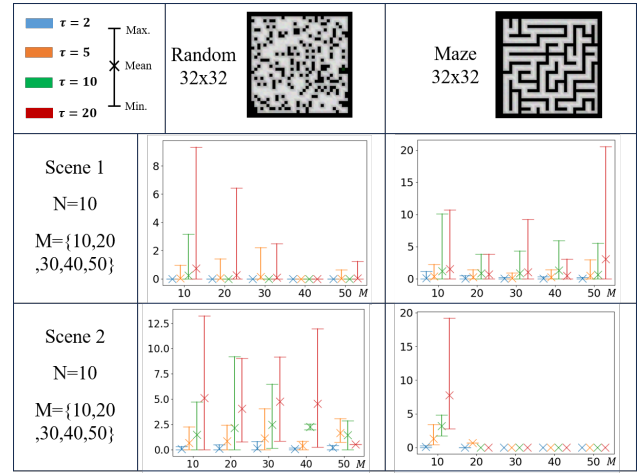 τ = 2
τ = 5
τ = 10
τ = 20
Max.
Mean
Min.
Random
32x32
Maze
32x32
Scene 1
N=10
M={10,20
,30,40,50}
8
6
4
2
0
10 20 30 40 50 M
20
15
10
5
0
10 20 30 40 50 M
Scene 2
N=10
M={10,20
,30,40,50}
12.5
10.0
7.5
5.0
2.5
0.0
10 20 30 40 50 M
20
15
10
5
0
10 20 30 40 50 M